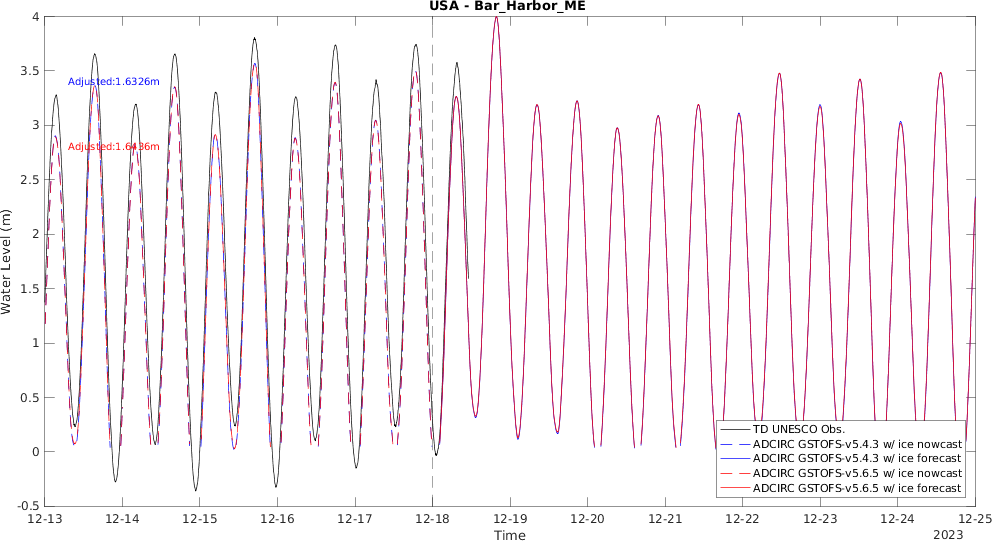 USA - Bar_Harbor_ME
4
3.5
3
2.5
2
1.5
1
0.5
0
-0.5
Water Level (m)
Adjusted:1.6326m
Adjusted:1.6436m
TD UNESCO Obs.
ADCIRC GSTOFS-v5.4.3 w/ ice nowcast
ADCIRC GSTOFS-v5.4.3 w/ ice forecast
ADCIRC GSTOFS-v5.6.5 w/ ice nowcast
ADCIRC GSTOFS-v5.6.5 w/ ice forecast
12-13 12-14 12-15 12-16 12-17 12-18 12-19 12-20 12-21 12-22 12-23 12-24 12-25
Time
2023